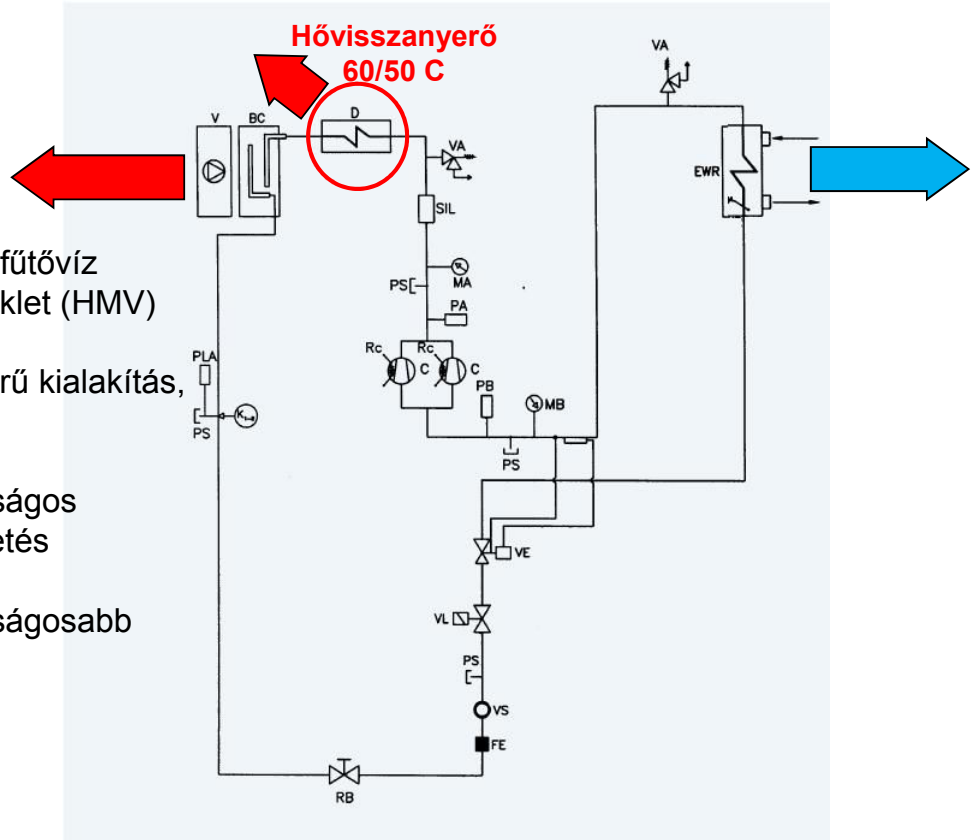 Hővisszanyerő
60/50 C
VA
V
BC
D
VA
EWR
SIL
fűtővíz
klet (HMV)
PS
MA
PA
Rc
Rc
C
C
PLA
rű kialakítás,
PB
MB
PS
PS
ságos
etés
VE
ságosabb
VL
PS
VS
FE
RB